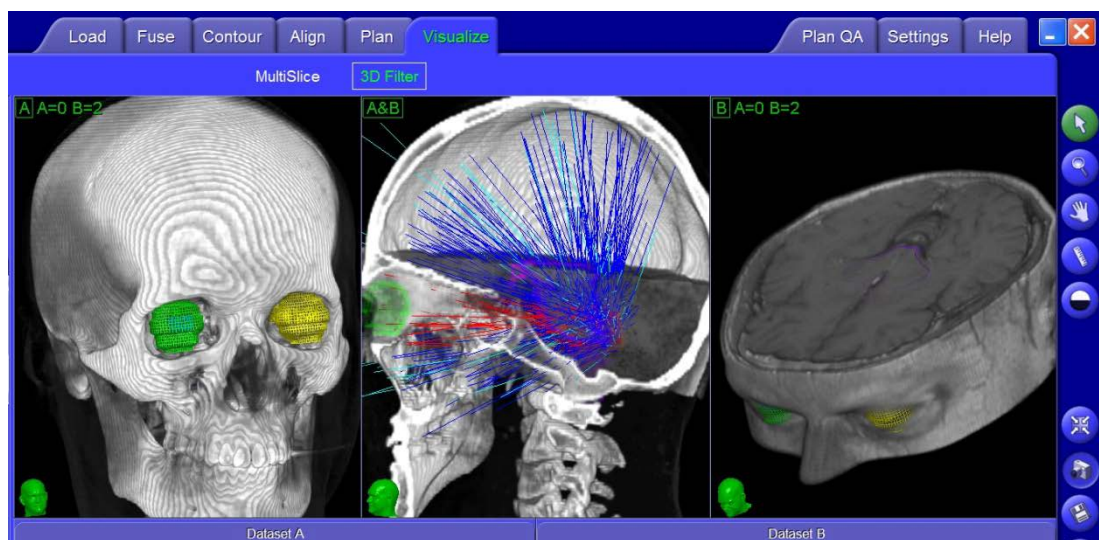 Load Fuse Contour Align Plan Visualize Plan QA Settings Help
MultiSlice 3D Filter
A A=0 B=2 A&B B A=0 B=2
Dataset A Dataset B